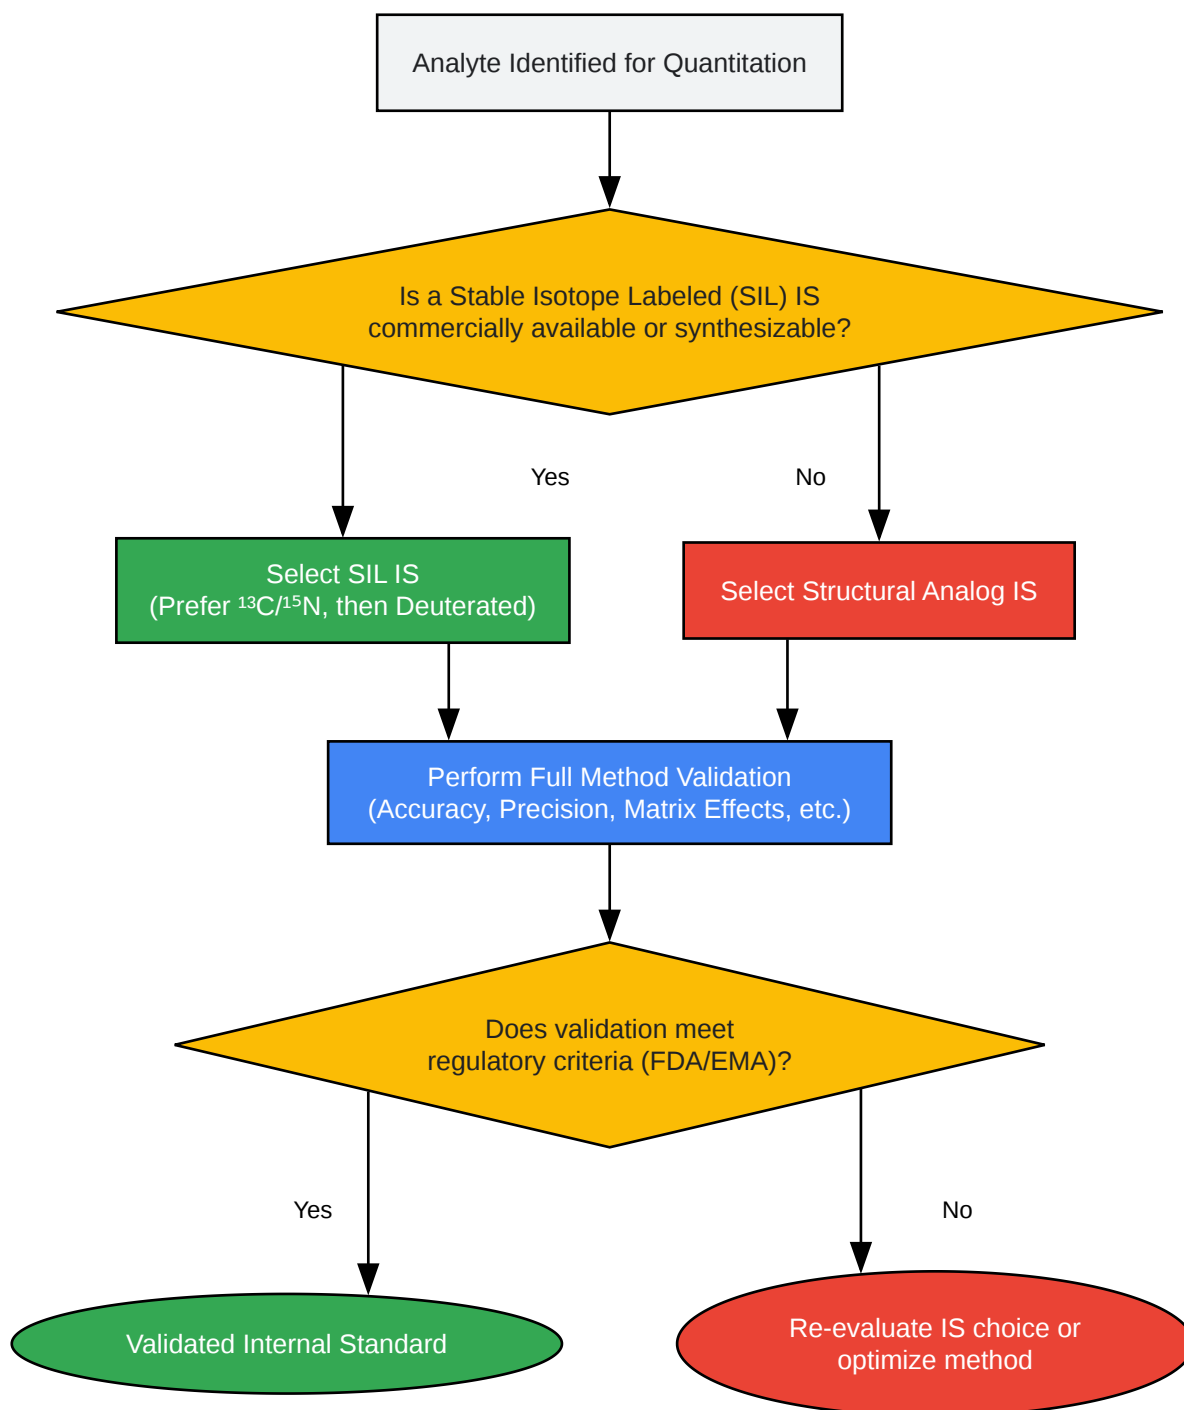 Analyte Identified for Quantitation
Is a Stable Isotope Labeled (SIL) IS
commercially available or synthesizable?
Yes
No
Select SIL IS
(Prefer ¹³C/¹⁵N, then Deuterated)
Select Structural Analog IS
Perform Full Method Validation
(Accuracy, Precision, Matrix Effects, etc.)
Does validation meet
regulatory criteria (FDA/EMA)?
Yes
No
Validated Internal Standard
Re-evaluate IS choice or
optimize method